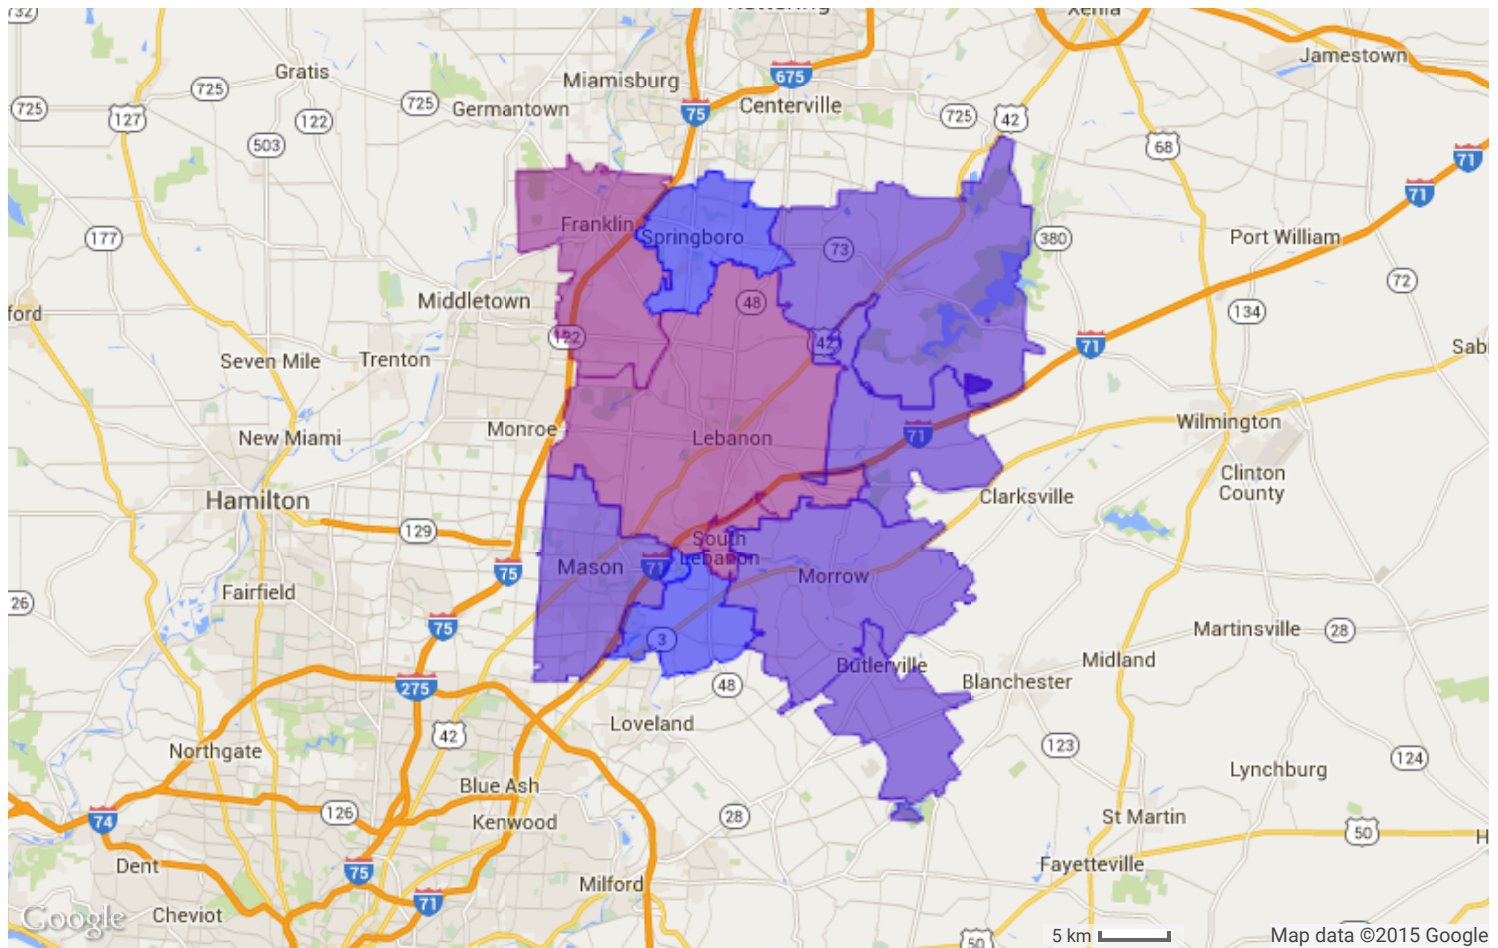 732
Kettering
Xenia
Jamestown
Gratis
725
Miamisburg
675
Centerville
725
127
122
725
Germantown
75
725
42
503
68
71
71
177
Franklin
Springboro
73
380
Port William
72
Middletown
48
134
ford
122
42
71
Seven Mile
Trenton
Sabi
New Miami
Monroe
Lebanon
71
Wilmington
Hamilton
Clarksville
Clinton
County
129
South
Lebanon
75
Mason
71
Morrow
Fairfield
26
75
3
Martinsville
28
Butlerville
Midland
275
48
Blanchester
42
Loveland
Northgate
123
124
Blue Ash
Lynchburg
74
126
Kenwood
28
St Martin
50
H
Dent
75
Fayetteville
Milford
71
Cheviot
Google
50
5 km
Map data ©2015 Google